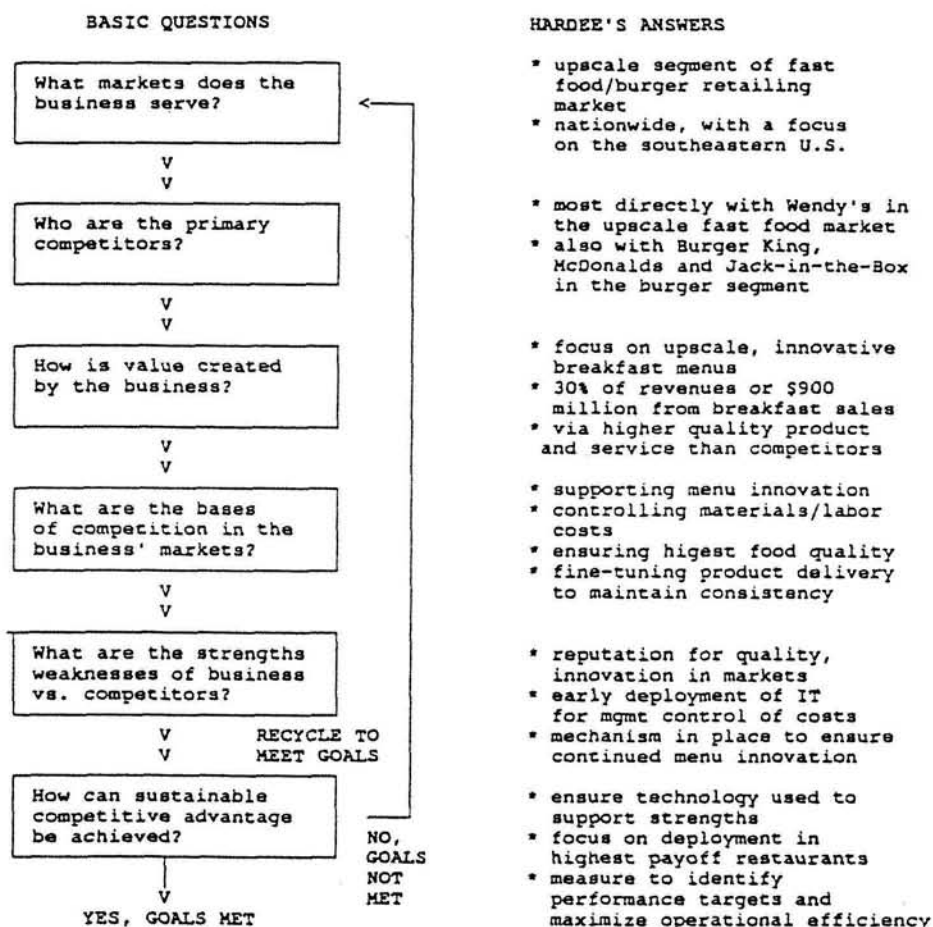 BASIC QUESTIONS
What markets does the
business serve?
V
V
Who are the primary
competitors?
V
V
How is value created
by the business?
V
V
What are the bases
of competition in the
business' markets?
V
V
What are the strengths
weaknesses of business
vs. competitors?
V
V
RECYCLE TO
MEET GOALS
How can sustainable
competitive advantage
be achieved?
NO,
GOALS
NOT
MET
V
YES, GOALS MET
HARDEE'S ANSWERS
* upscale segment of fast
food/burger retailing
market
* nationwide, with a focus
on the southeastern U.S.
* most directly with Wendy's in
the upscale fast food market
* also with Burger King,
McDonalds and Jack-in-the-Box
in the burger segment
* focus on upscale, innovative
breakfast menus
* 30% of revenues or $900
million from breakfast sales
* via higher quality product
and service than competitors
* supporting menu innovation
* controlling materials/labor
costs
* ensuring higest food quality
* fine-tuning product delivery
to maintain consistency
* reputation for quality,
innovation in markets
* early deployment of IT
for mgmt control of costs
* mechanism in place to ensure
continued menu innovation
* ensure technology used to
support strengths
* focus on deployment in
highest payoff restaurants
* measure to identify
performance targets and
maximize operational efficiency